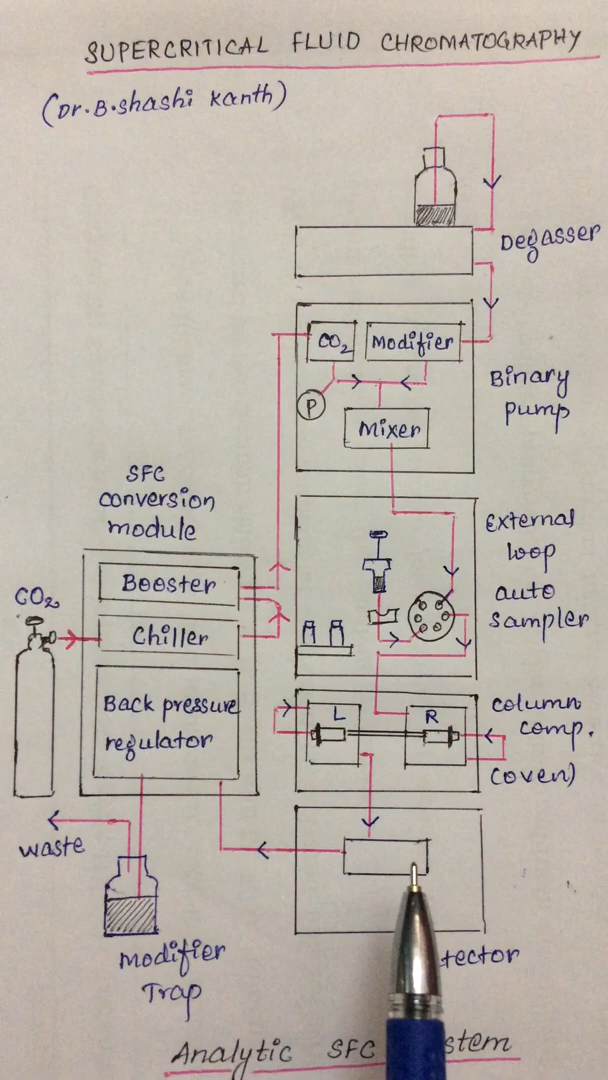 SUPERCRITICAL FLUID CHROMATOGRAPHY
(Dr.B.shashi kanth)
Degasser
CO2
Modifier
P
Mixer
Binary
pump
SFC
conversion
module
Booster
Chiller
Back pressure
regulator
CO2
External
loop
auto
sampler
L
R
column
comp.
(oven)
waste
Modifier
Trap
tector
Analytic SFC stem